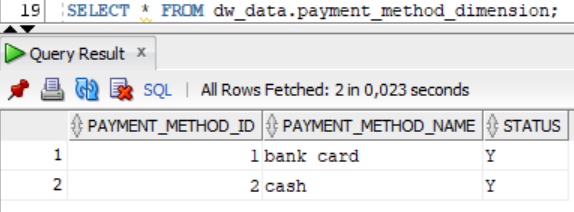 19 SELECT * FROM dw_data.payment_method_dimension;
Query Result x
SQL | All Rows Fetched: 2 in 0,023 seconds
PAYMENT_METHOD_ID PAYMENT_METHOD_NAME STATUS
1 1 bank card Y
2 2 cash Y